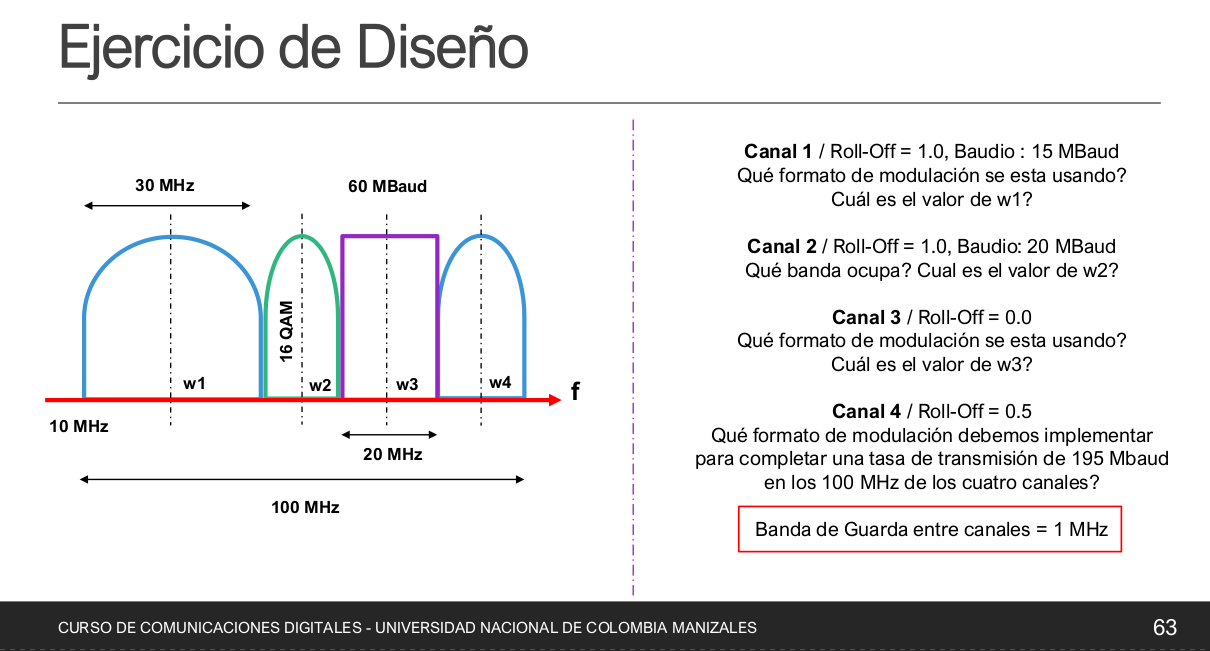 Ejercicio de Diseño
30 MHz
60 MBaud
16 QAM
w1
w2
w3
w4
f
10 MHz
20 MHz
100 MHz
Canal 1 / Roll-Off = 1.0, Baudio : 15 MBaud
Qué formato de modulación se esta usando?
Cuál es el valor de w1?
Canal 2 / Roll-Off = 1.0, Baudio: 20 MBaud
Qué banda ocupa? Cual es el valor de w2?
Canal 3 / Roll-Off = 0.0
Qué formato de modulación se esta usando?
Cuál es el valor de w3?
Canal 4 / Roll-Off = 0.5
Qué formato de modulación debemos implementar
para completar una tasa de transmisión de 195 Mbaud
en los 100 MHz de los cuatro canales?
Banda de Guarda entre canales = 1 MHz
CURSO DE COMUNICACIONES DIGITALES - UNIVERSIDAD NACIONAL DE COLOMBIA MANIZALES
63